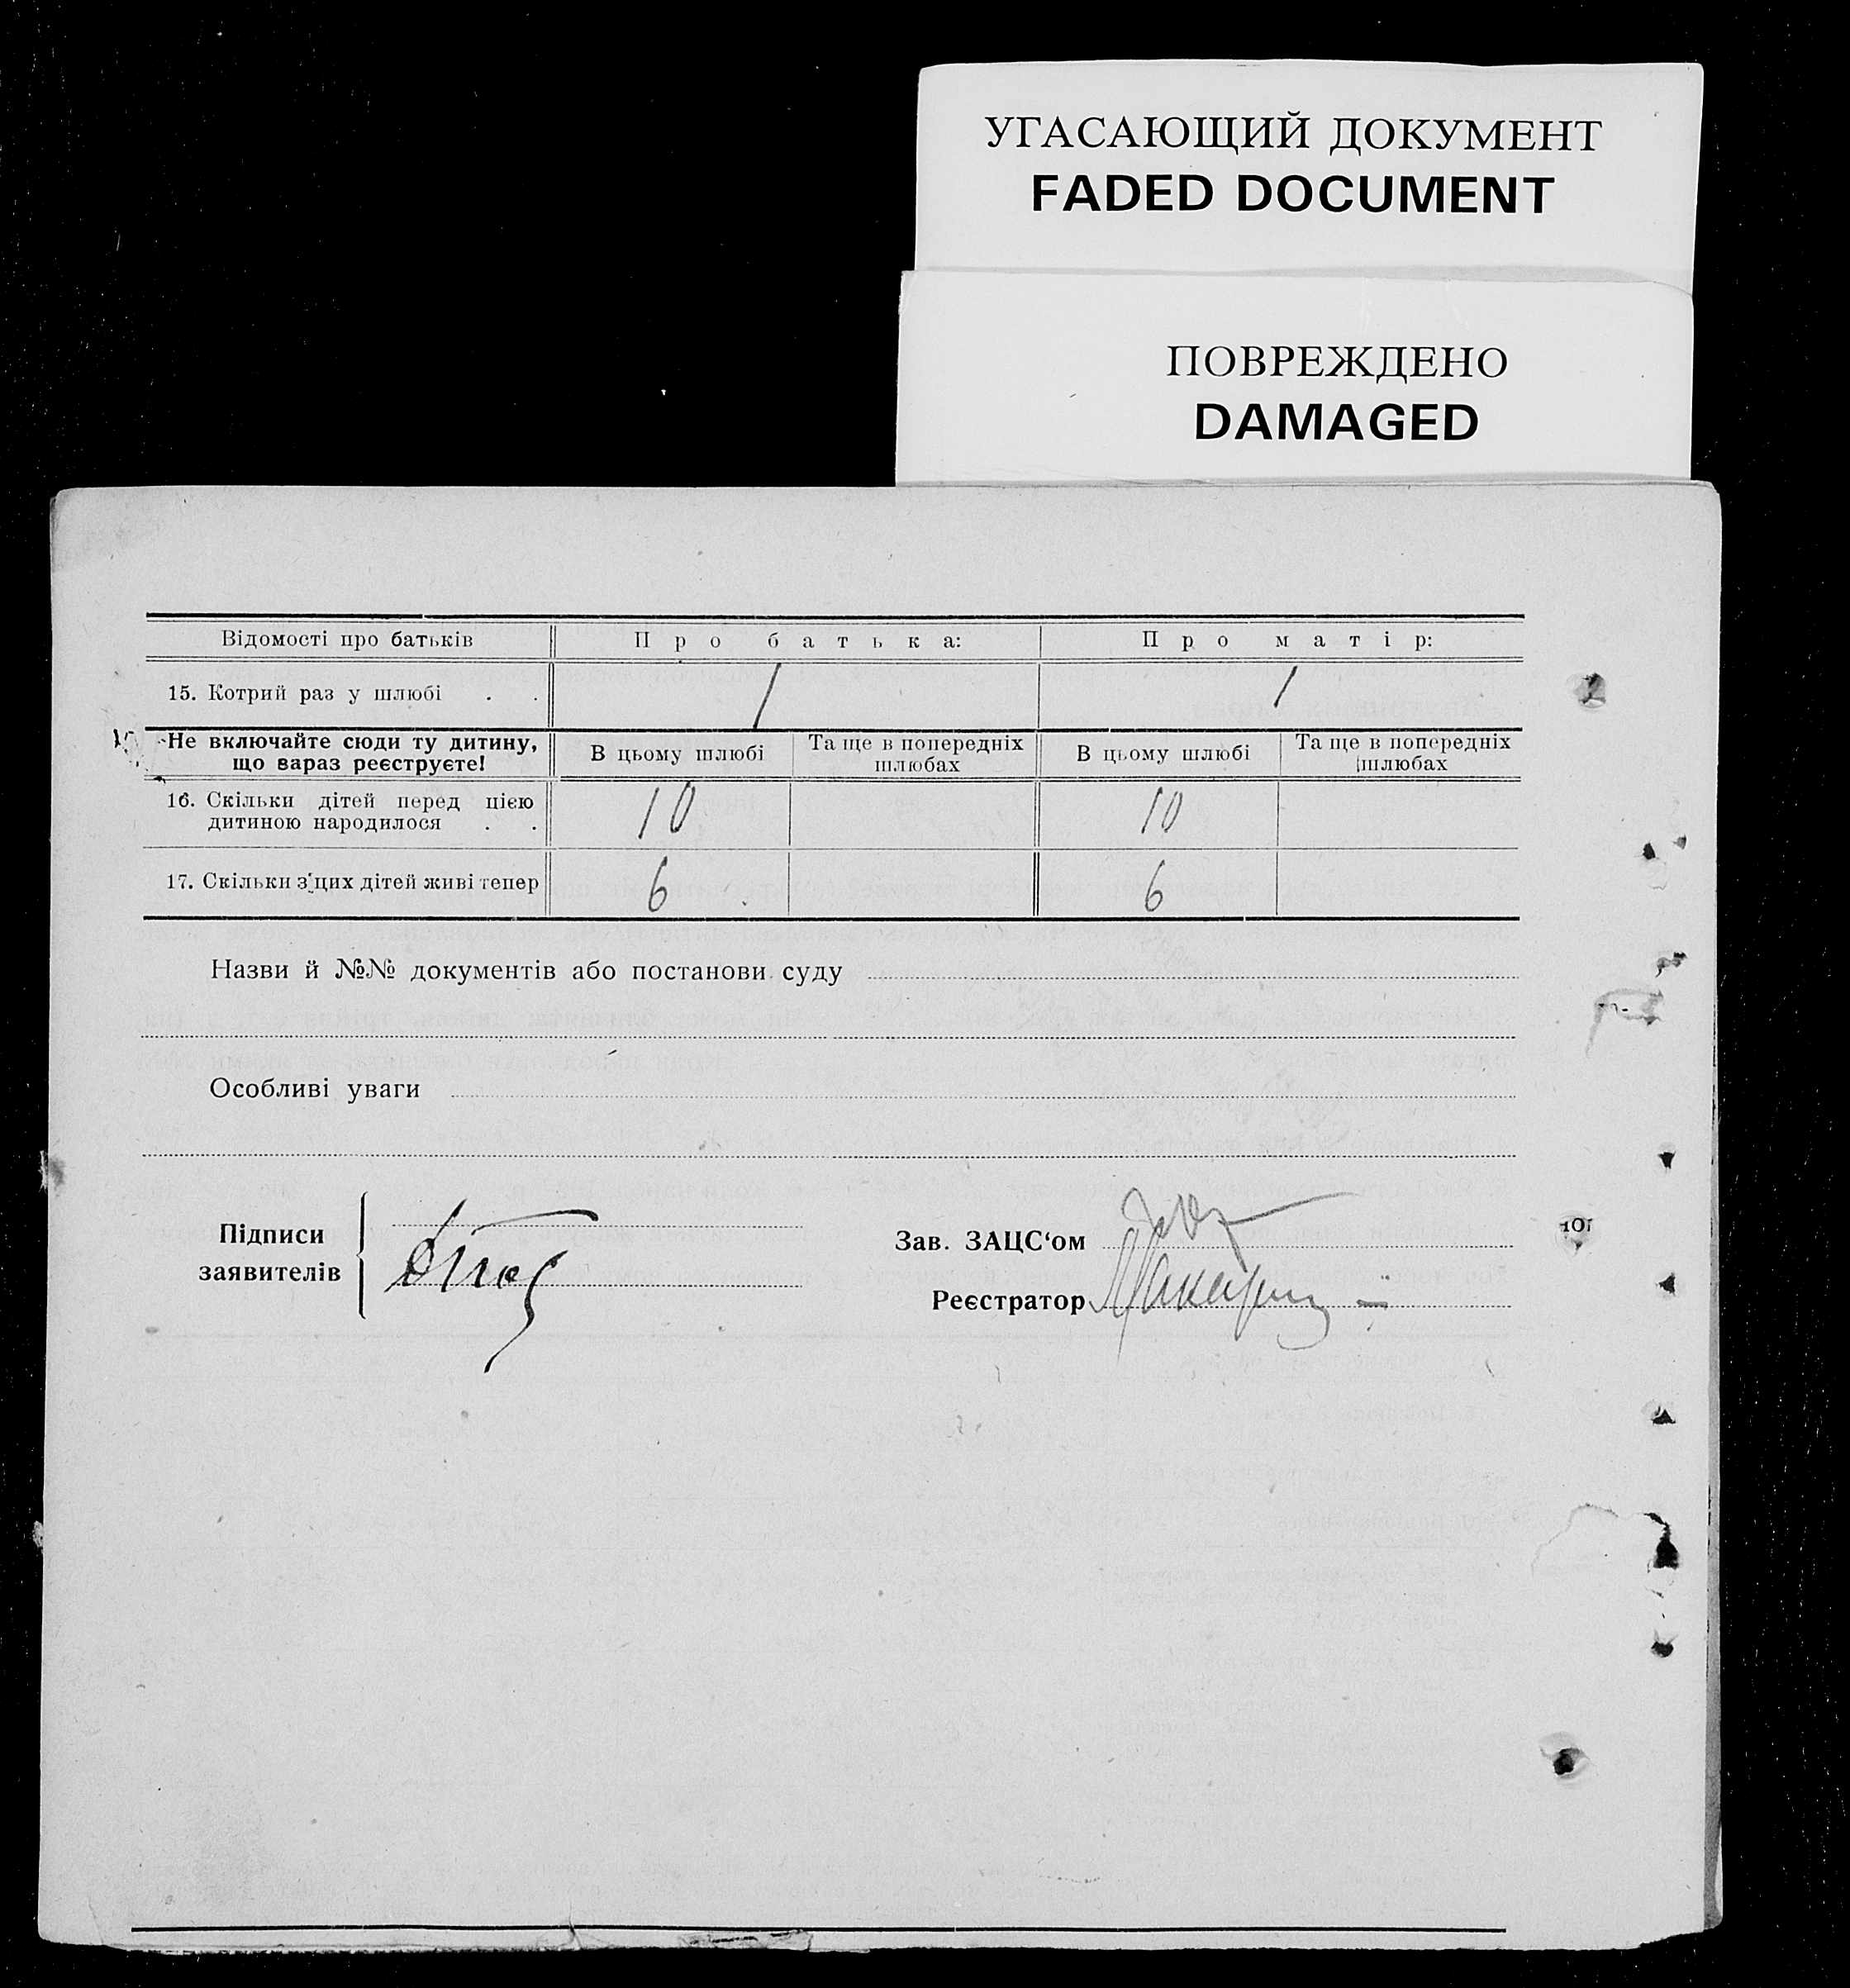 УГАСАЮЩИЙ ДОКУМЕНТ
FADED DOCUMENT
ПОВРЕЖДЕНО
DAMAGED
Відомості про батьків Про батька: Про матір:
15. Котрий раз у шлюбі . . 1 1
Не включайте сюди ту дитину, що вараз реєструєте! В цьому шлюбі Та ще в попередніх шлюбах В цьому шлюбі Та ще в попередніх шлюбах
16. Скільки дітей перед цією
дитиною народилося . . 10 10
17. Скільки з'цих дітей живі тепер 6 6
Назви й №№ документів або постанови суду
Особливі уваги
Підписи
заявителів
Зав. ЗАЦС‘ом
Реєстратор